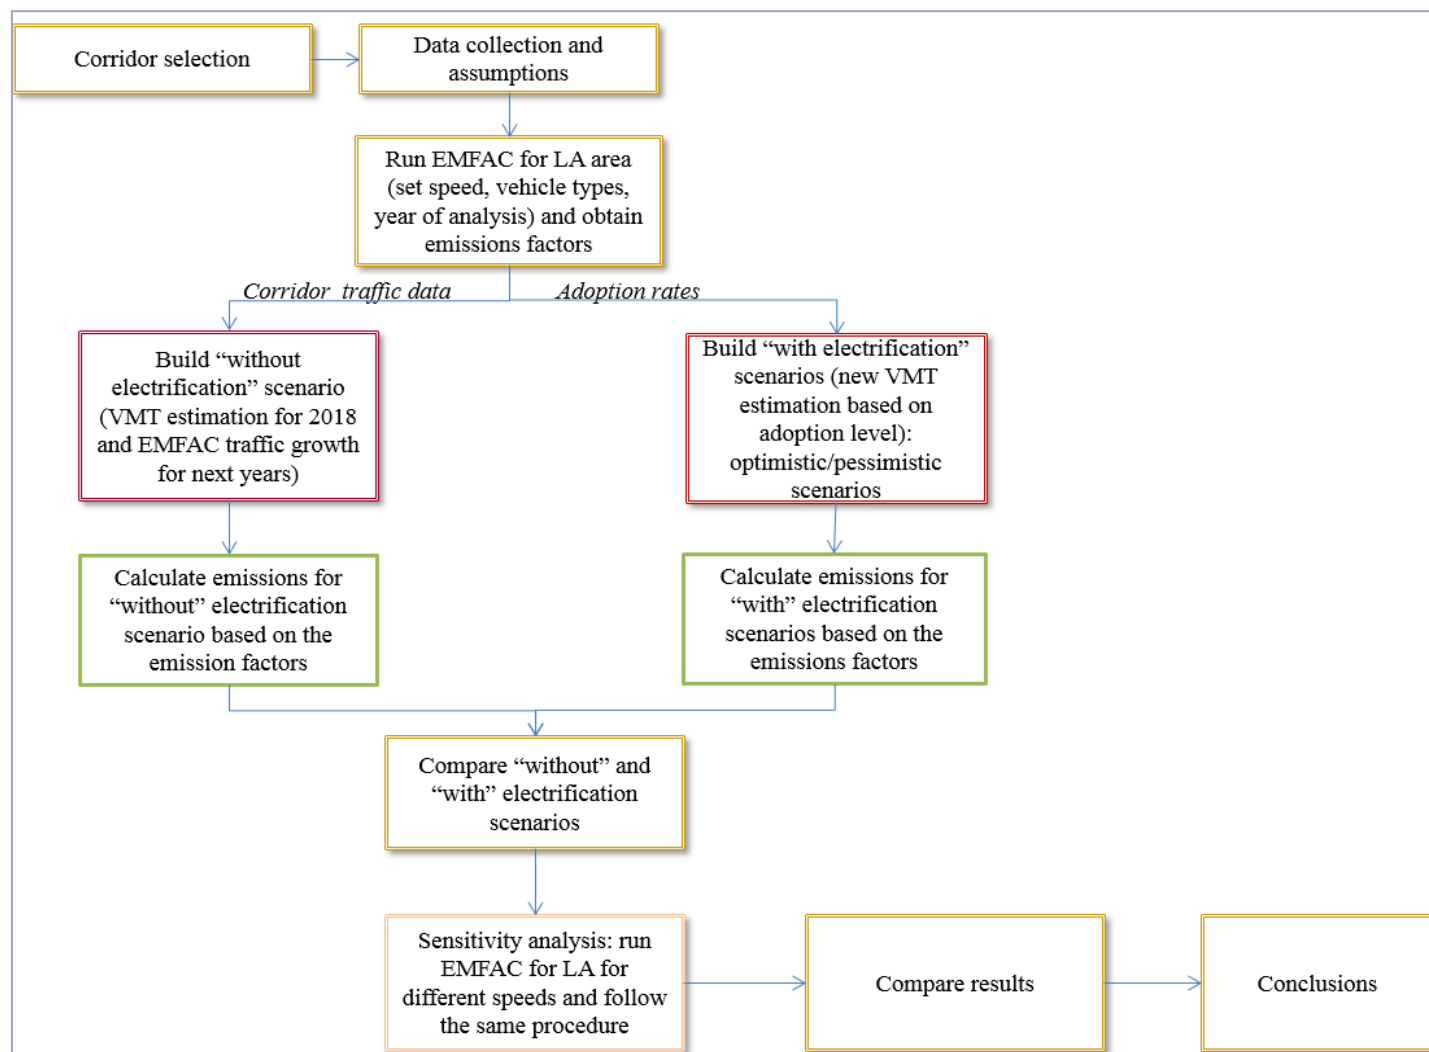 Corridor selection
Data collection and
assumptions
Run EMFAC for LA area
(set speed, vehicle types,
year of analysis) and obtain
emissions factors
Corridor traffic data
Adoption rates
Build “without
electrification” scenario
(VMT estimation for 2018
and EMFAC traffic growth
for next years)
Build “with electrification”
scenarios (new VMT
estimation based on
adoption level):
optimistic/pessimistic
scenarios
Calculate emissions for
“without” electrification
scenario based on the
emission factors
Calculate emissions for
“with” electrification
scenarios based on the
emissions factors
Compare “without” and
“with” electrification
scenarios
Sensitivity analysis: run
EMFAC for LA for
different speeds and follow
the same procedure
Compare results
Conclusions